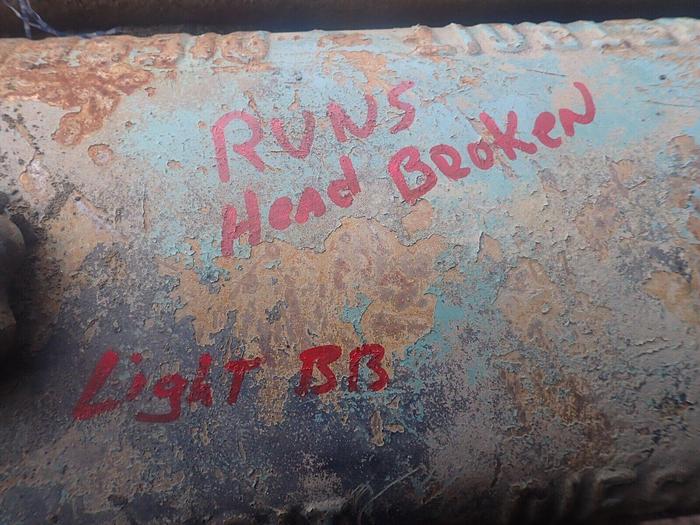 RUNS
Head Broken
Light BB